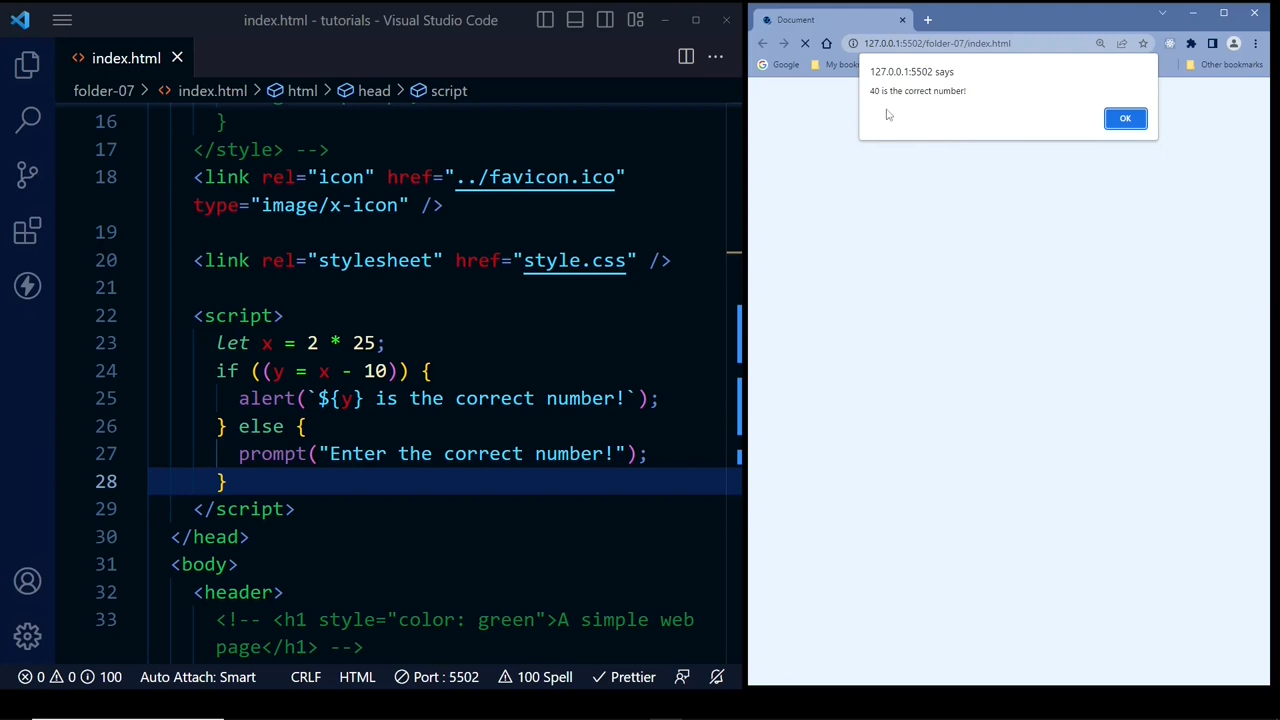 index.html - tutorials - Visual Studio Code
index.html
folder-07 > index.html > html > head > script
16 }
17 </style> -->
18 <link rel="icon" href="../favicon.ico"
type="image/x-icon" />
19
20 <link rel="stylesheet" href="style.css" />
21
22 <script>
23 let x = 2 * 25;
24 if ((y = x - 10)) {
25 alert(`${y} is the correct number!`);
26 } else {
27 prompt("Enter the correct number!");
28 }
29 </script>
30 </head>
31 <body>
32 <header>
33 <!-- <h1 style="color: green">A simple web
page</h1> -->
0 0 100 Auto Attach: Smart CRLF HTML Port : 5502 100 Spell Prettier
Document
127.0.0.1:5502/folder-07/index.html
Google My book Other bookmarks
127.0.0.1:5502 says
40 is the correct number!
OK